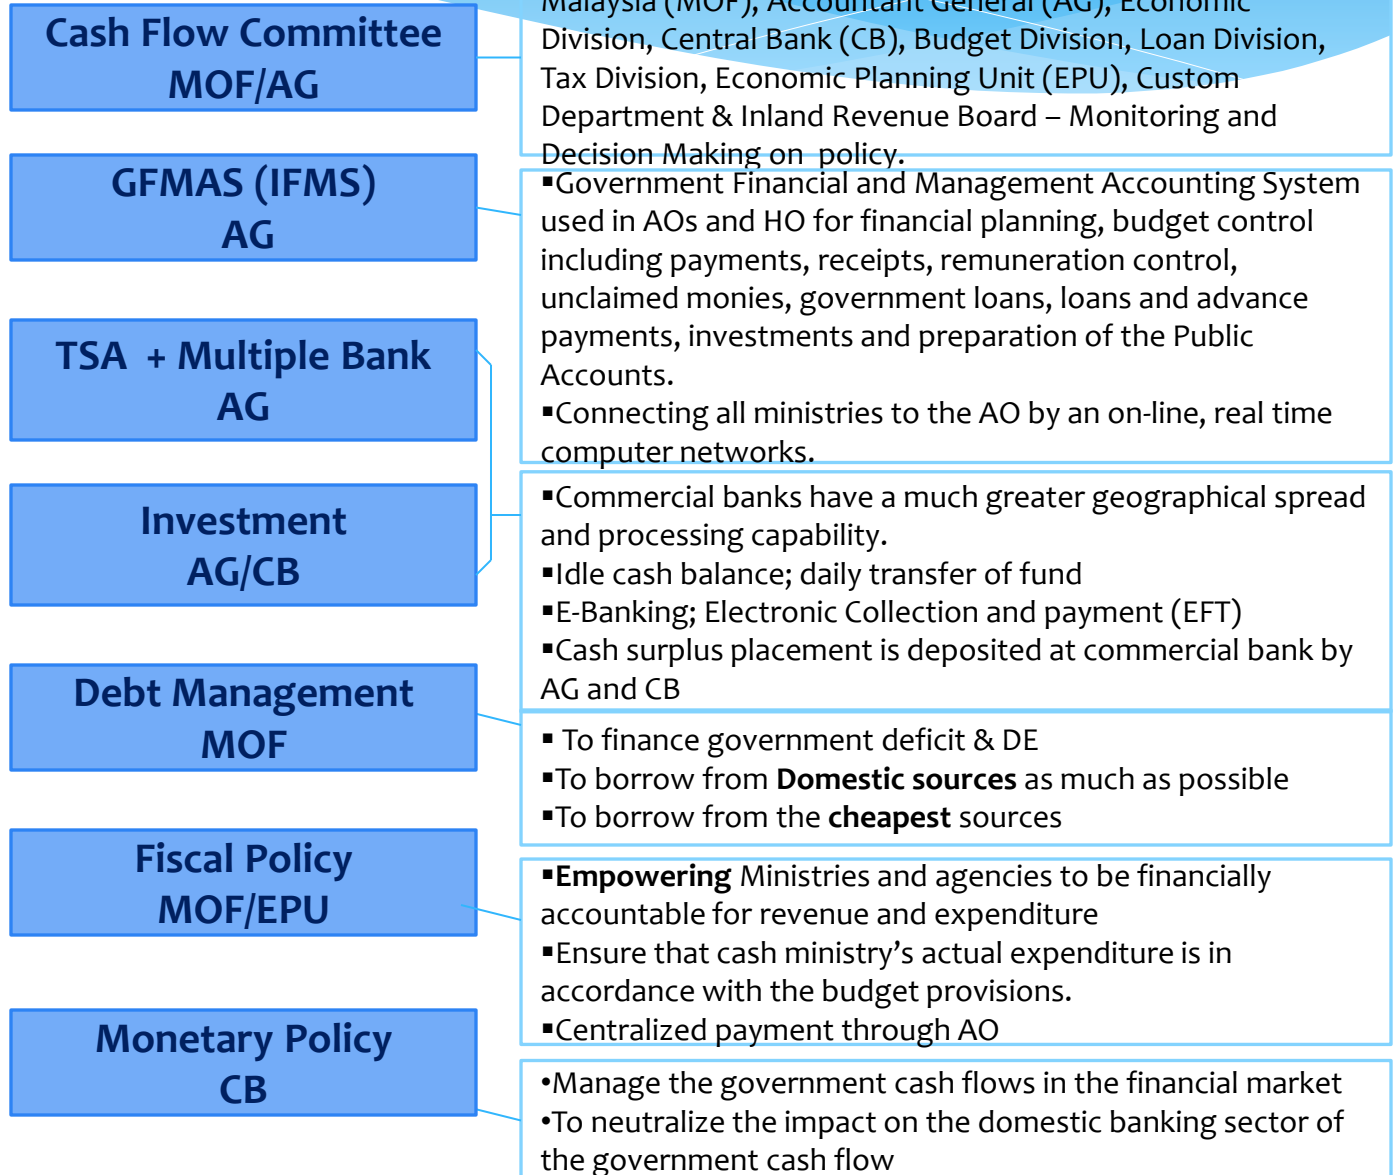 Cash Flow Committee
MOF/AG
Malaysia (MOF), Accountant General (AG), Economic
Division, Central Bank (CB), Budget Division, Loan Division,
Tax Division, Economic Planning Unit (EPU), Custom
Department & Inland Revenue Board – Monitoring and
Decision Making on policy.
GFMAS (IFMS)
AG
▪Government Financial and Management Accounting System
used in AOs and HO for financial planning, budget control
including payments, receipts, remuneration control,
unclaimed monies, government loans, loans and advance
payments, investments and preparation of the Public
Accounts.
▪Connecting all ministries to the AO by an on-line, real time
computer networks.
TSA + Multiple Bank
AG
Investment
AG/CB
▪Commercial banks have a much greater geographical spread
and processing capability.
▪Idle cash balance; daily transfer of fund
▪E-Banking; Electronic Collection and payment (EFT)
▪Cash surplus placement is deposited at commercial bank by
AG and CB
Debt Management
MOF
▪ To finance government deficit & DE
▪To borrow from Domestic sources as much as possible
▪To borrow from the cheapest sources
Fiscal Policy
MOF/EPU
▪Empowering Ministries and agencies to be financially
accountable for revenue and expenditure
▪Ensure that cash ministry’s actual expenditure is in
accordance with the budget provisions.
▪Centralized payment through AO
Monetary Policy
CB
•Manage the government cash flows in the financial market
•To neutralize the impact on the domestic banking sector of
the government cash flow